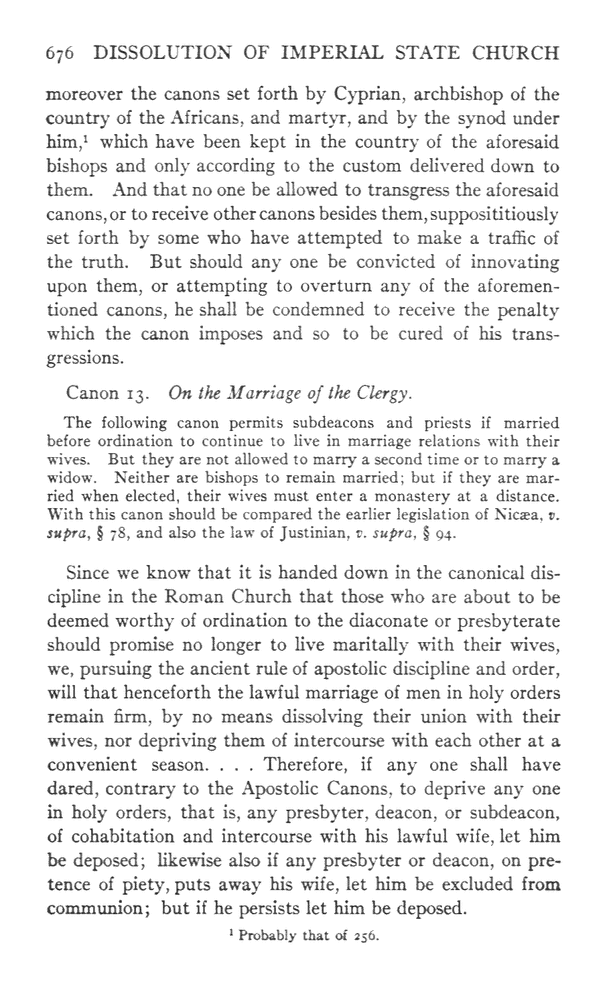 676 DISSOLUTION OF IMPERIAL STATE CHURCH
moreover the canons set forth by Cyprian, archbishop of the
country of the Africans, and martyr, and by the synod under
him,¹ which have been kept in the country of the aforesaid
bishops and only according to the custom delivered down to
them. And that no one be allowed to transgress the aforesaid
canons, or to receive other canons besides them, supposititiously
set forth by some who have attempted to make a traffic of
the truth. But should any one be convicted of innovating
upon them, or attempting to overturn any of the aforemen-
tioned canons, he shall be condemned to receive the penalty
which the canon imposes and so to be cured of his trans-
gressions.
Canon 13. On the Marriage of the Clergy.
The following canon permits subdeacons and priests if married
before ordination to continue to live in marriage relations with their
wives. But they are not allowed to marry a second time or to marry a
widow. Neither are bishops to remain married; but if they are mar-
ried when elected, their wives must enter a monastery at a distance.
With this canon should be compared the earlier legislation of Nicæa, v.
supra, § 78, and also the law of Justinian, v. supra, § 94.
Since we know that it is handed down in the canonical dis-
cipline in the Roman Church that those who are about to be
deemed worthy of ordination to the diaconate or presbyterate
should promise no longer to live maritally with their wives,
we, pursuing the ancient rule of apostolic discipline and order,
will that henceforth the lawful marriage of men in holy orders
remain firm, by no means dissolving their union with their
wives, nor depriving them of intercourse with each other at a
convenient season. . . . Therefore, if any one shall have
dared, contrary to the Apostolic Canons, to deprive any one
in holy orders, that is, any presbyter, deacon, or subdeacon,
of cohabitation and intercourse with his lawful wife, let him
be deposed; likewise also if any presbyter or deacon, on pre-
tence of piety, puts away his wife, let him be excluded from
communion; but if he persists let him be deposed.
¹ Probably that of 256.